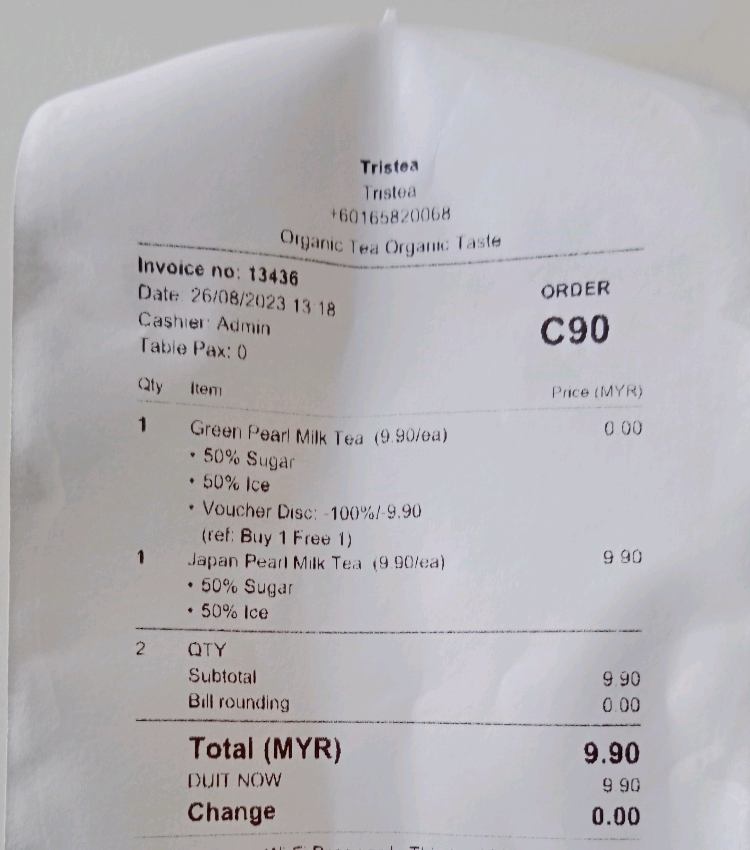 Tristea
Tristea
+60165820068
Organic Tea Organic Taste
Invoice no: 13436
Date: 26/08/2023 13:18
Cashier: Admin
Table Pax: 0
ORDER
C90
Qty Item Price (MYR)
1 Green Pearl Milk Tea (9.90/ea) 0.00
• 50% Sugar
• 50% Ice
• Voucher Disc: -100%/-9.90
(ref: Buy 1 Free 1)
1 Japan Pearl Milk Tea (9.90/ea) 9.90
• 50% Sugar
• 50% Ice
2 QTY
Subtotal 9.90
Bill rounding 0.00
Total (MYR) 9.90
DUIT NOW 9.90
Change 0.00